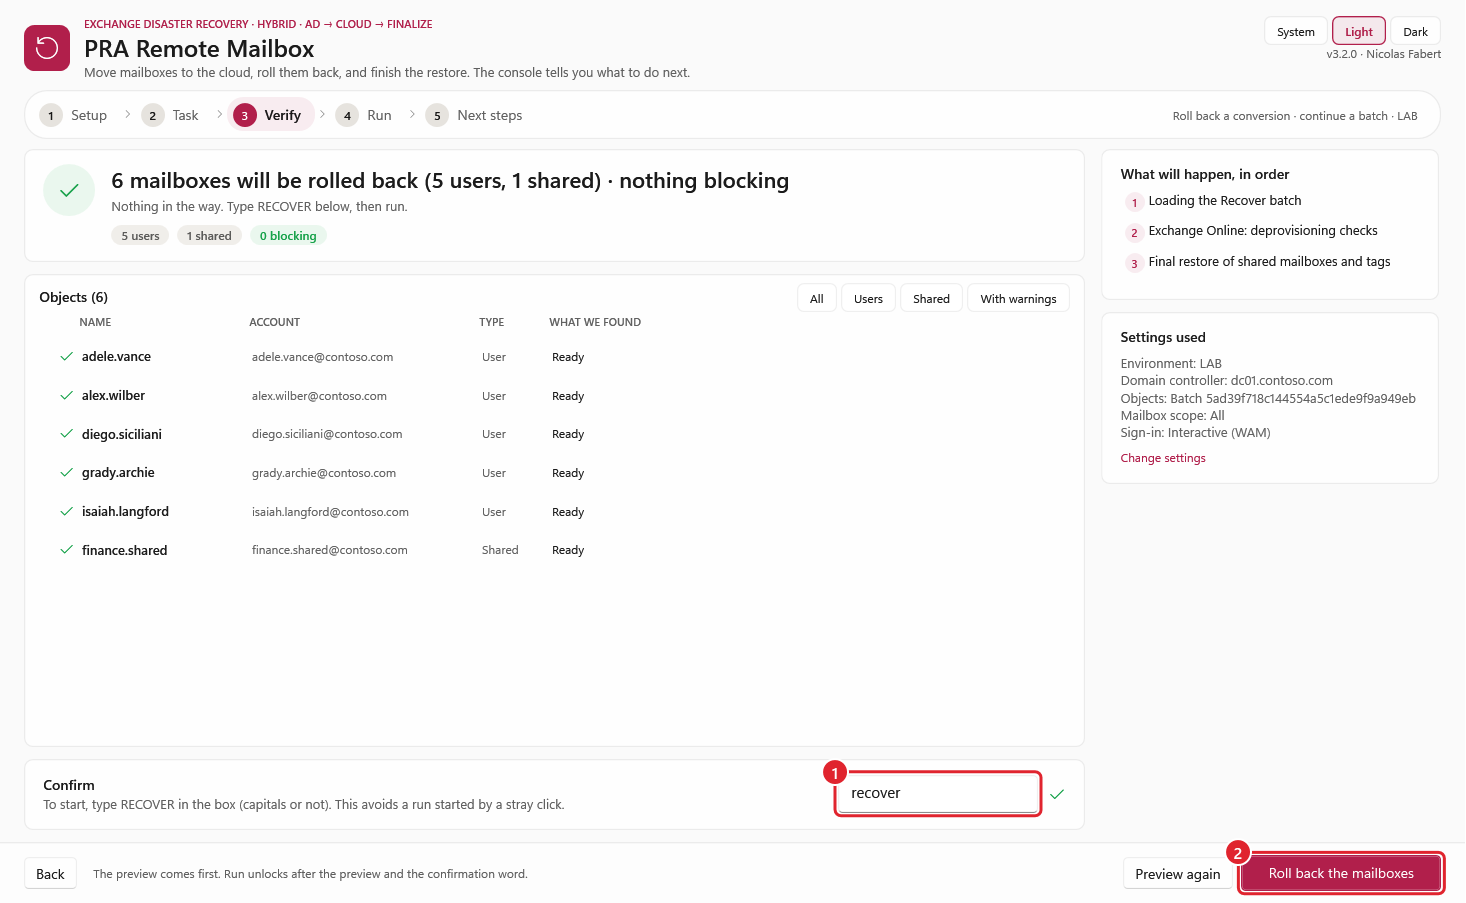 EXCHANGE DISASTER RECOVERY · HYBRID · AD → CLOUD → FINALIZE
PRA Remote Mailbox
Move mailboxes to the cloud, roll them back, and finish the restore. The console tells you what to do next.
System
Light
Dark
v3.2.0 · Nicolas Fabert
1 Setup
2 Task
3 Verify
4 Run
5 Next steps
Roll back a conversion · continue a batch · LAB
6 mailboxes will be rolled back (5 users, 1 shared) · nothing blocking
Nothing in the way. Type RECOVER below, then run.
5 users
1 shared
0 blocking
Objects (6)
All
Users
Shared
With warnings
NAME ACCOUNT TYPE WHAT WE FOUND
adele.vance adele.vance@contoso.com User Ready
alex.wilber alex.wilber@contoso.com User Ready
diego.siciliani diego.siciliani@contoso.com User Ready
grady.archie grady.archie@contoso.com User Ready
isaiah.langford isaiah.langford@contoso.com User Ready
finance.shared finance.shared@contoso.com Shared Ready
What will happen, in order
1 Loading the Recover batch
2 Exchange Online: deprovisioning checks
3 Final restore of shared mailboxes and tags
Settings used
Environment: LAB
Domain controller: dc01.contoso.com
Objects: Batch 5ad39f718c144554a5c1ede9f9a949eb
Mailbox scope: All
Sign-in: Interactive (WAM)
Change settings
Confirm
To start, type RECOVER in the box (capitals or not). This avoids a run started by a stray click.
1
recover
Back
The preview comes first. Run unlocks after the preview and the confirmation word.
Preview again
2
Roll back the mailboxes